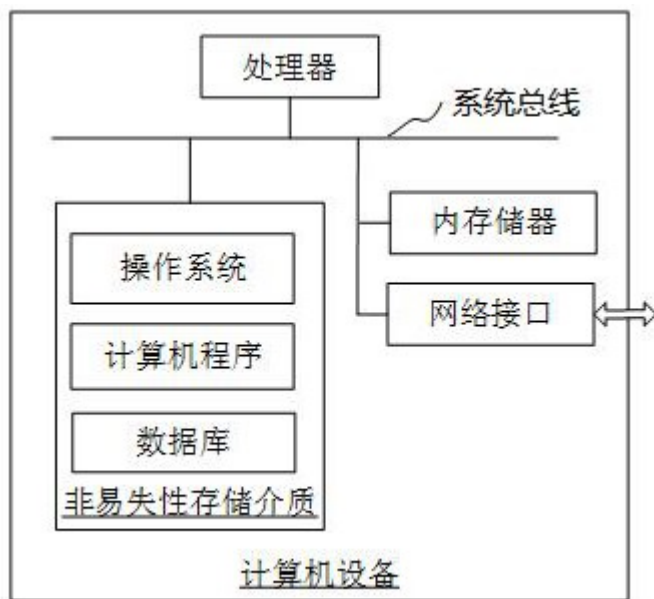 处理器
系统总线
内存储器
操作系统
网络接口
计算机程序
数据库
非易失性存储介质
计算机设备